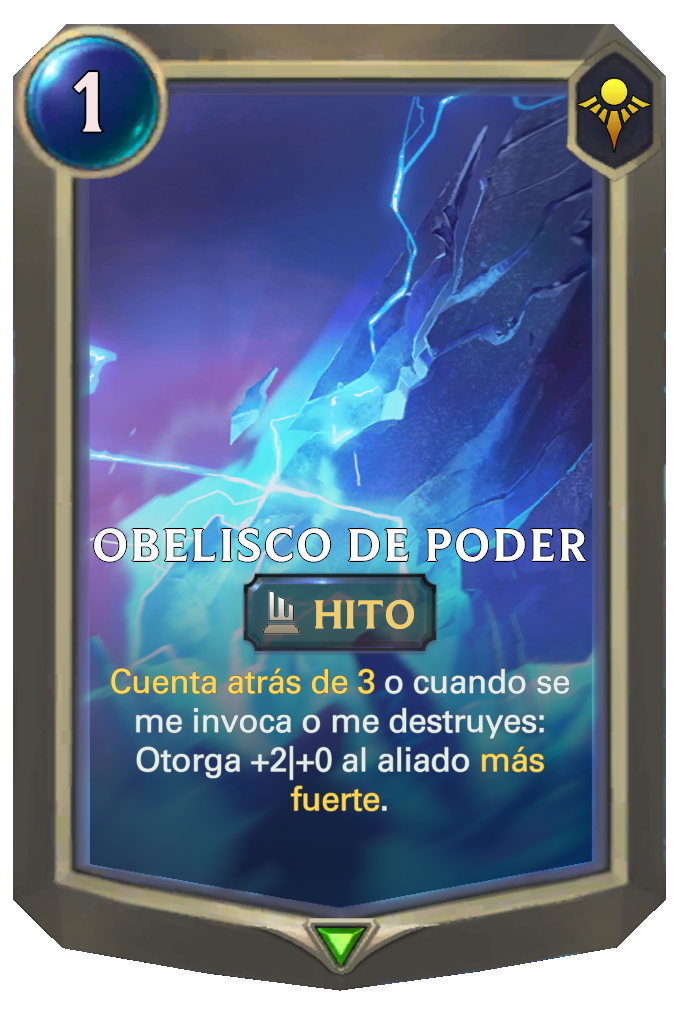 1
OBELISCO DE PODER
HITO
Cuenta atrás de 3 o cuando se
me invoca o me destruyes:
Otorga +2|+0 al aliado más
fuerte.